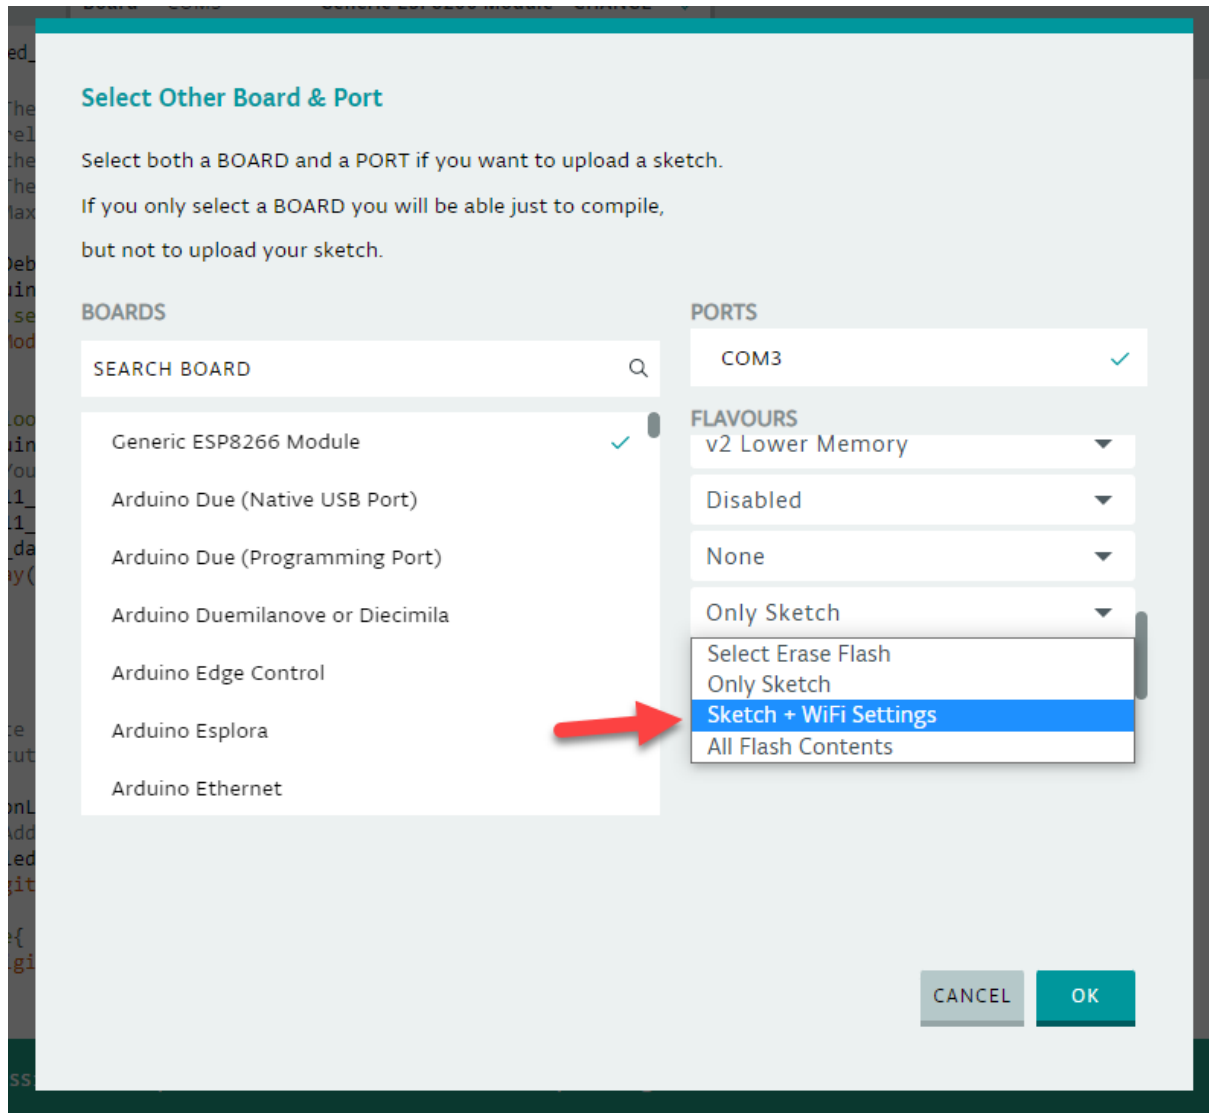 Select Other Board & Port
Select both a BOARD and a PORT if you want to upload a sketch.
If you only select a BOARD you will be able just to compile,
but not to upload your sketch.
BOARDS
SEARCH BOARD
Generic ESP8266 Module
Arduino Due (Native USB Port)
Arduino Due (Programming Port)
Arduino Duemilanove or Diecimila
Arduino Edge Control
Arduino Esplora
Arduino Ethernet
PORTS
COM3
FLAVOURS
v2 Lower Memory
Disabled
None
Only Sketch
Select Erase Flash
Only Sketch
Sketch + WiFi Settings
All Flash Contents
CANCEL
OK